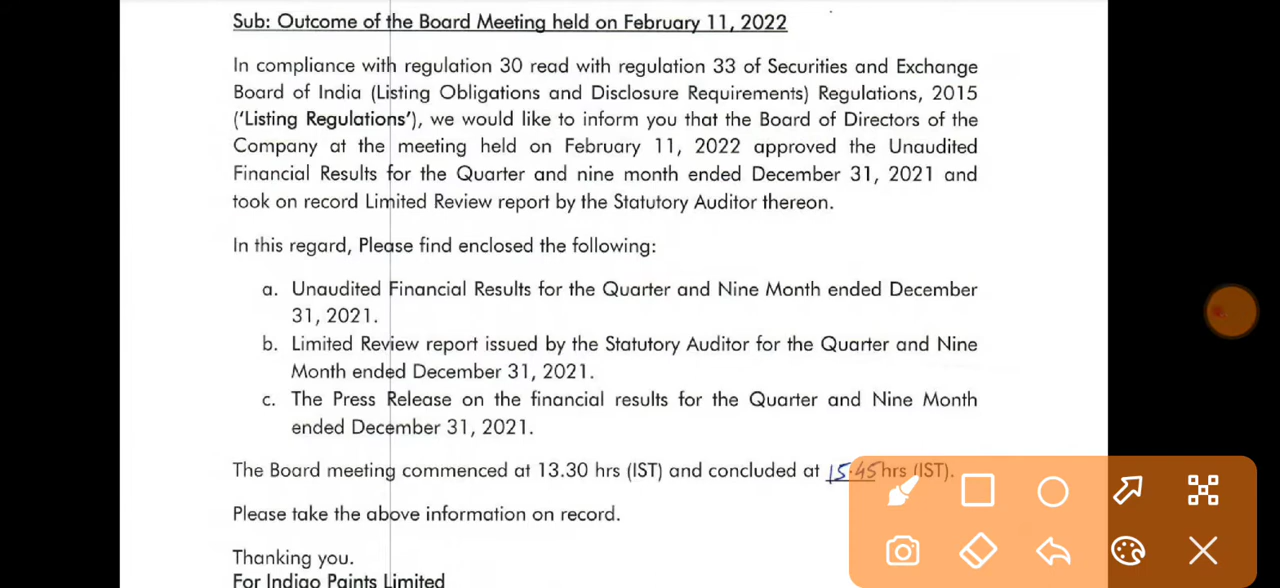 Sub: Outcome of the Board Meeting held on February 11, 2022
In compliance with regulation 30 read with regulation 33 of Securities and Exchange
Board of India (Listing Obligations and Disclosure Requirements) Regulations, 2015
('Listing Regulations'), we would like to inform you that the Board of Directors of the
Company at the meeting held on February 11, 2022 approved the Unaudited
Financial Results for the Quarter and nine month ended December 31, 2021 and
took on record Limited Review report by the Statutory Auditor thereon.
In this regard, Please find enclosed the following:
a. Unaudited Financial Results for the Quarter and Nine Month ended December
31, 2021.
b. Limited Review report issued by the Statutory Auditor for the Quarter and Nine
Month ended December 31, 2021.
c. The Press Release on the financial results for the Quarter and Nine Month
ended December 31, 2021.
The Board meeting commenced at 13.30 hrs (IST) and concluded at 15.45 hrs (IST).
Please take the above information on record.
Thanking you.
For Indigo Paints Limited